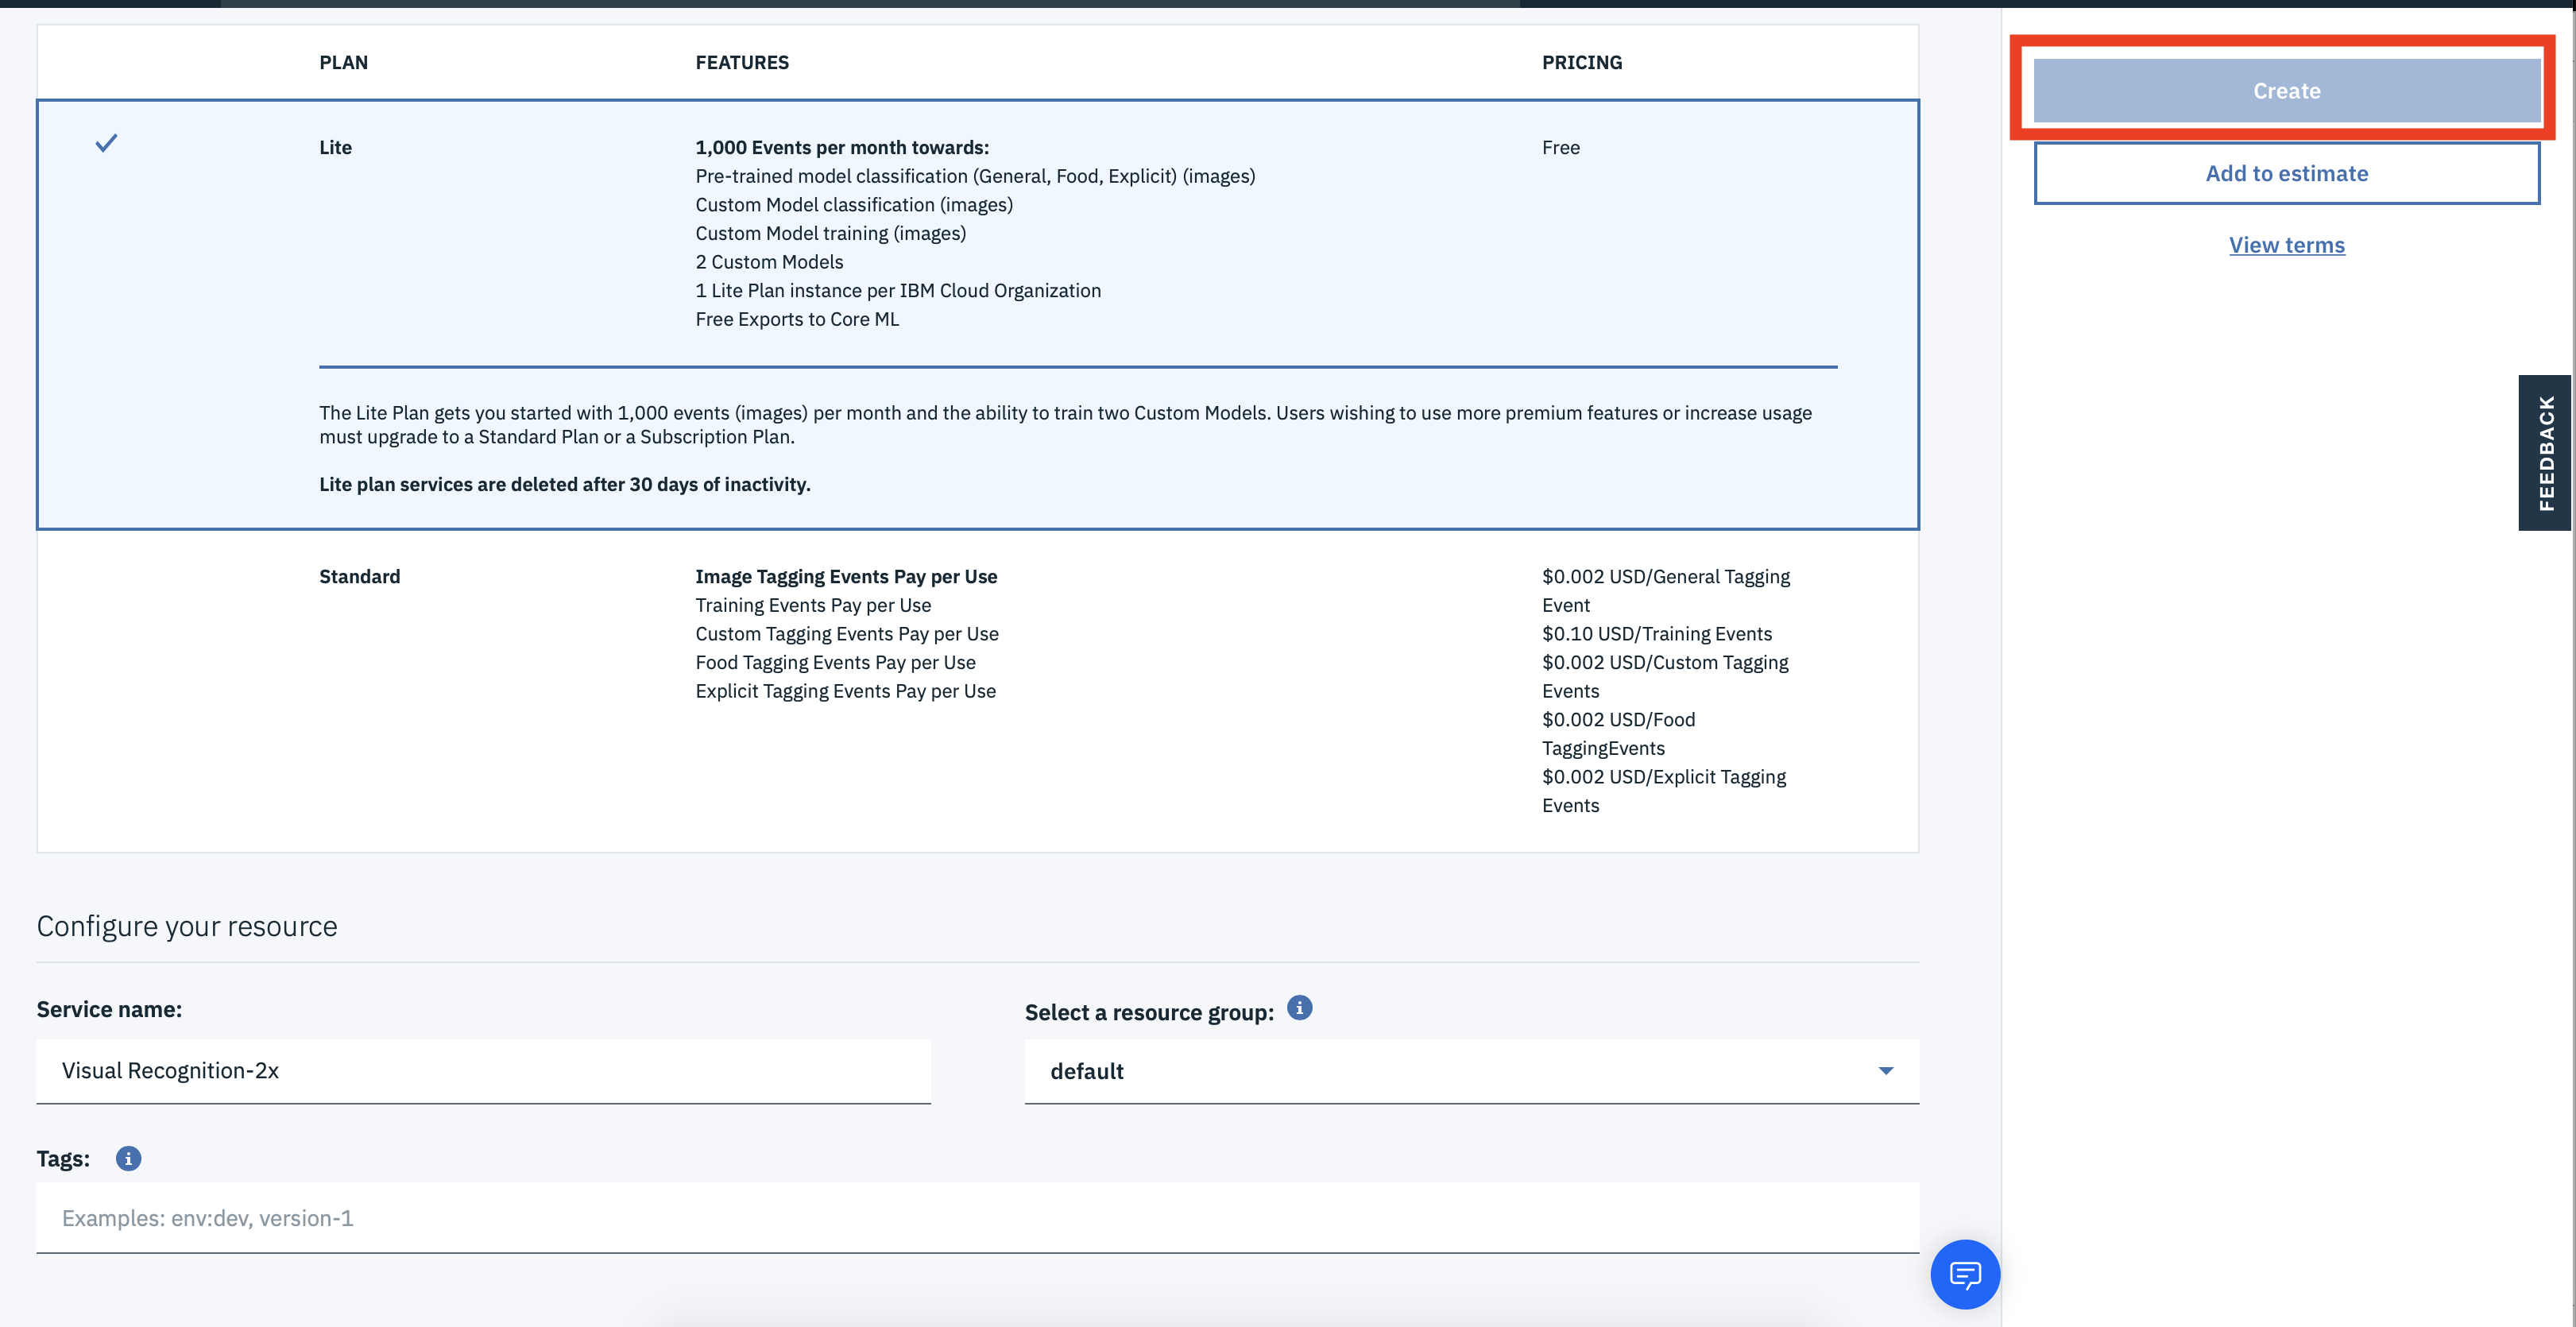 PLAN FEATURES PRICING
Lite
1,000 Events per month towards:
Pre-trained model classification (General, Food, Explicit) (images)
Custom Model classification (images)
Custom Model training (images)
2 Custom Models
1 Lite Plan instance per IBM Cloud Organization
Free Exports to Core ML
Free
The Lite Plan gets you started with 1,000 events (images) per month and the ability to train two Custom Models. Users wishing to use more premium features or increase usage
must upgrade to a Standard Plan or a Subscription Plan.
Lite plan services are deleted after 30 days of inactivity.
Standard
Image Tagging Events Pay per Use
Training Events Pay per Use
Custom Tagging Events Pay per Use
Food Tagging Events Pay per Use
Explicit Tagging Events Pay per Use
$0.002 USD/General Tagging
Event
$0.10 USD/Training Events
$0.002 USD/Custom Tagging
Events
$0.002 USD/Food
TaggingEvents
$0.002 USD/Explicit Tagging
Events
Configure your resource
Service name:
Visual Recognition-2x
Select a resource group:
default
Tags:
Examples: env:dev, version-1
Create
Add to estimate
View terms
FEEDBACK